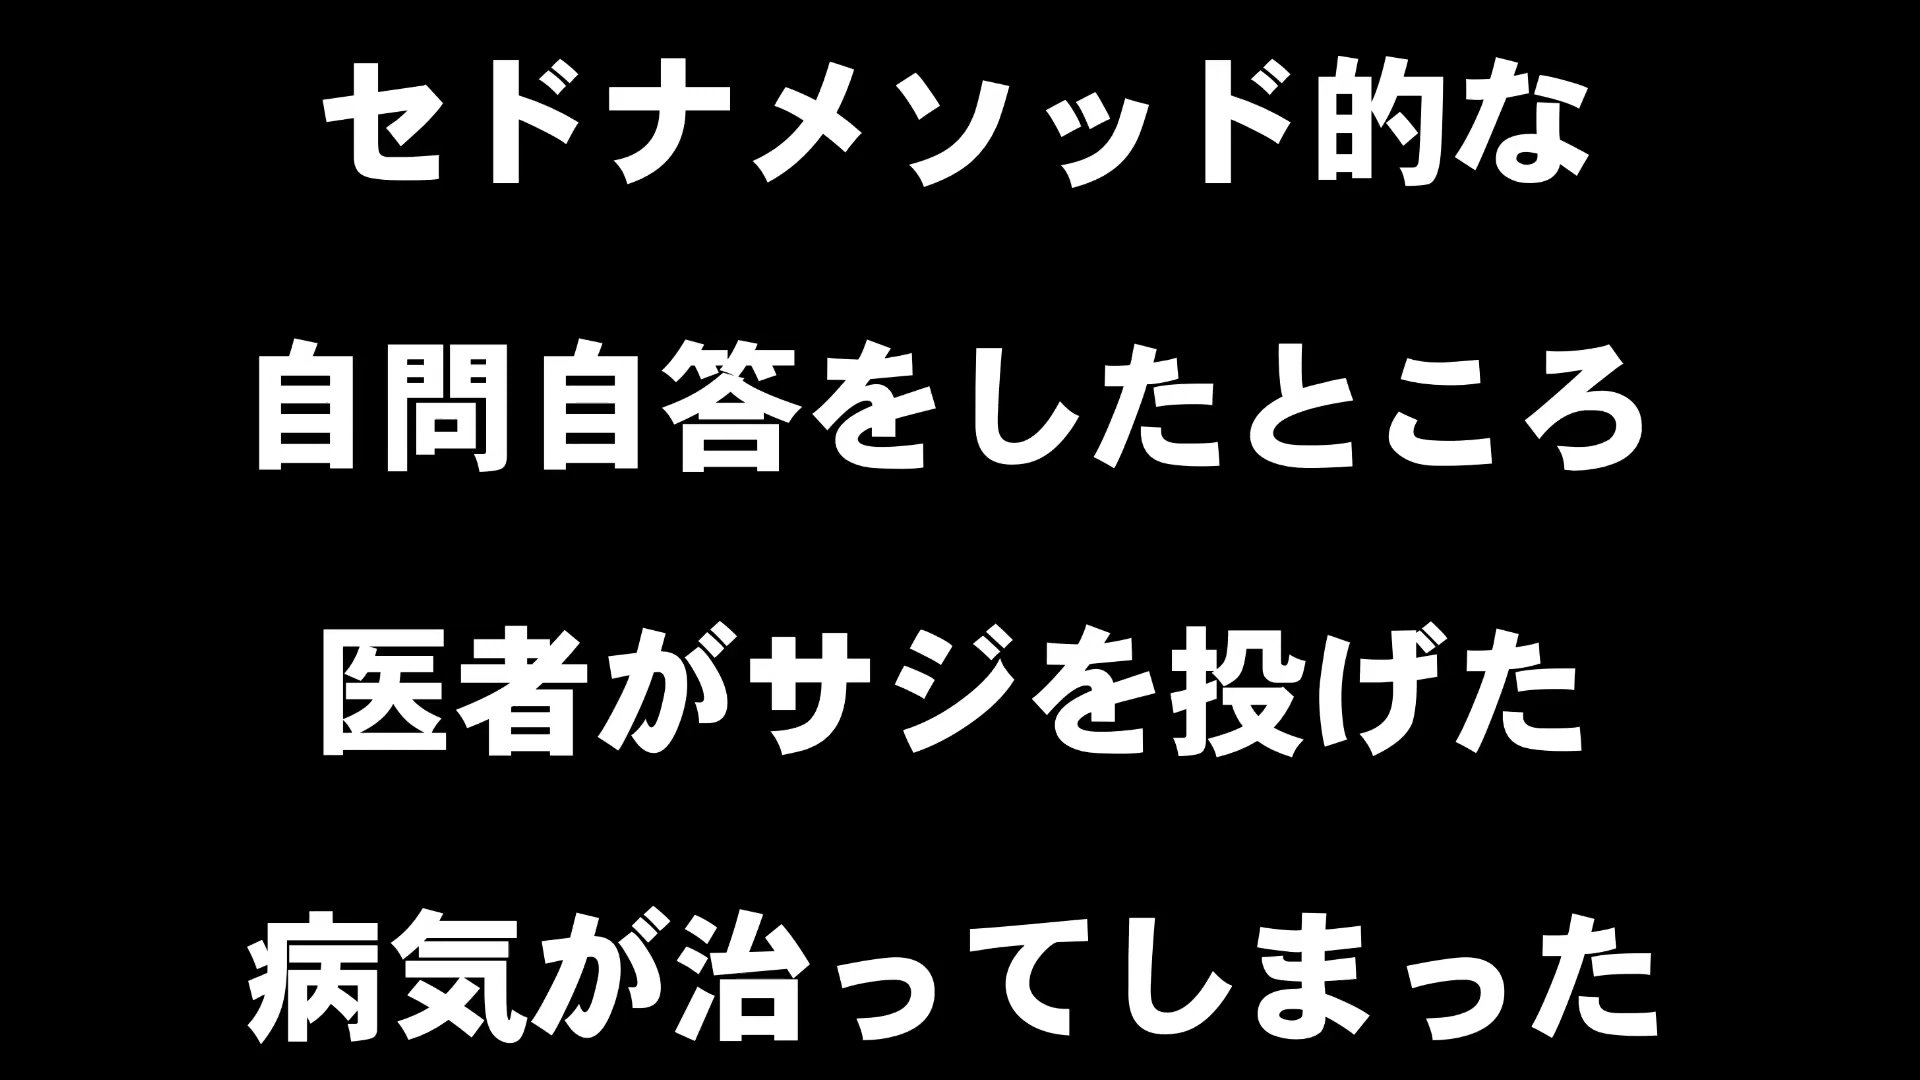 セドナメソッド的な
自問自答をしたところ
医者がサジを投げた
病気が治ってしまった